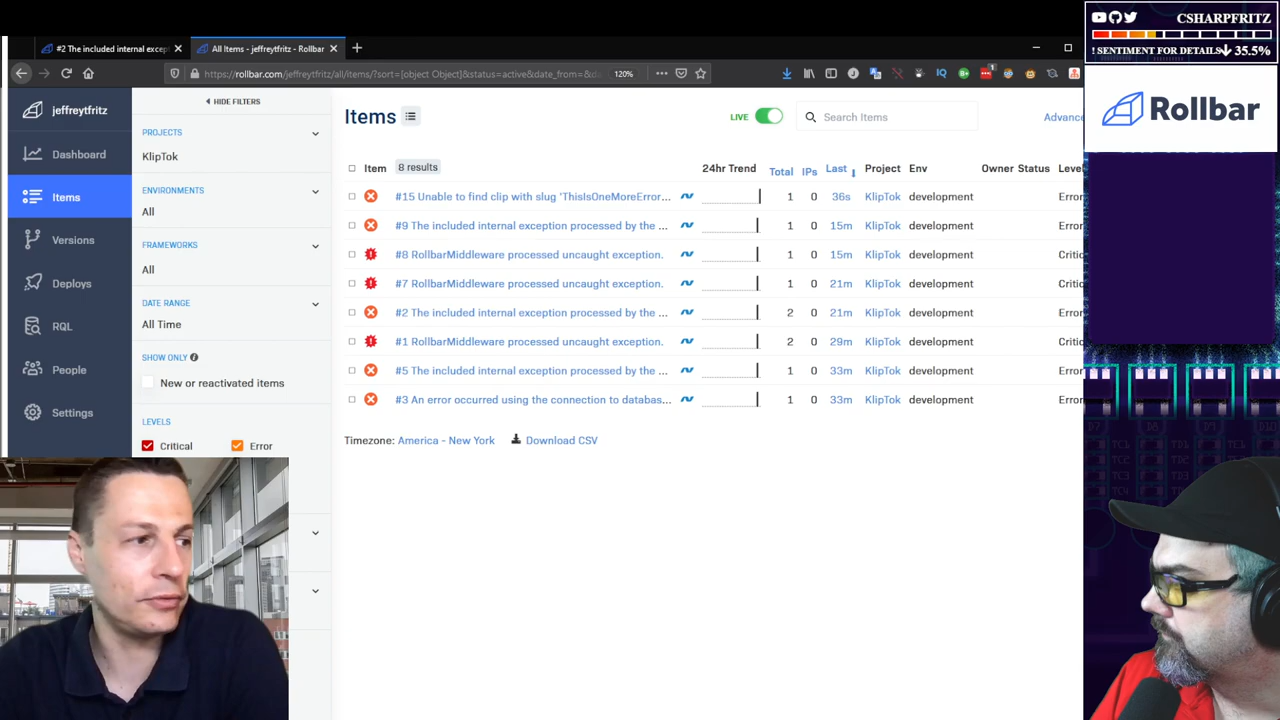 #2 The included internal except
All Items - jeffreytfritz - Rollbar
https://rollbar.com/jeffreytfritz/all/items/?sort=[object Object]&status=active&date_from=&da
120%
CSHARPFRITZ
! SENTIMENT FOR DETAILS 35.5%
Rollbar
jeffreytfritz
Dashboard
Items
Versions
Deploys
RQL
People
Settings
HIDE FILTERS
PROJECTS
KlipTok
ENVIRONMENTS
All
FRAMEWORKS
All
DATE RANGE
All Time
SHOW ONLY
New or reactivated items
LEVELS
Critical Error
Items
LIVE
Search Items
Advance
Item 8 results 24hr Trend Total IPs Last Project Env Owner Status Level
#15 Unable to find clip with slug 'ThisIsOneMoreError... 1 0 36s KlipTok development Error
#9 The included internal exception processed by the ... 1 0 15m KlipTok development Error
#8 RollbarMiddleware processed uncaught exception. 1 0 15m KlipTok development Critic
#7 RollbarMiddleware processed uncaught exception. 1 0 21m KlipTok development Critic
#2 The included internal exception processed by the ... 2 0 21m KlipTok development Error
#1 RollbarMiddleware processed uncaught exception. 2 0 29m KlipTok development Critic
#5 The included internal exception processed by the ... 1 0 33m KlipTok development Error
#3 An error occurred using the connection to databas... 1 0 33m KlipTok development Error
Timezone: America - New York Download CSV